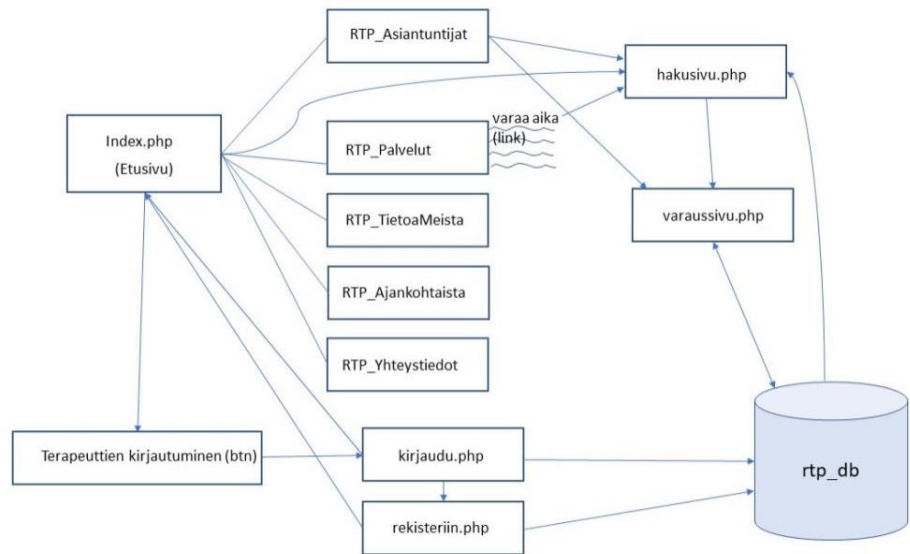 RTP_Asiantuntijat
hakusivu.php
varaa aika
(link)
Index.php
(Etusivu)
RTP_Palvelut
RTP_TietoaMeista
varaussivu.php
RTP_Ajankohtaista
RTP_Yhteystiedot
Terapeuttien kirjautuminen (btn)
kirjaudu.php
rtp_db
rekisteriin.php